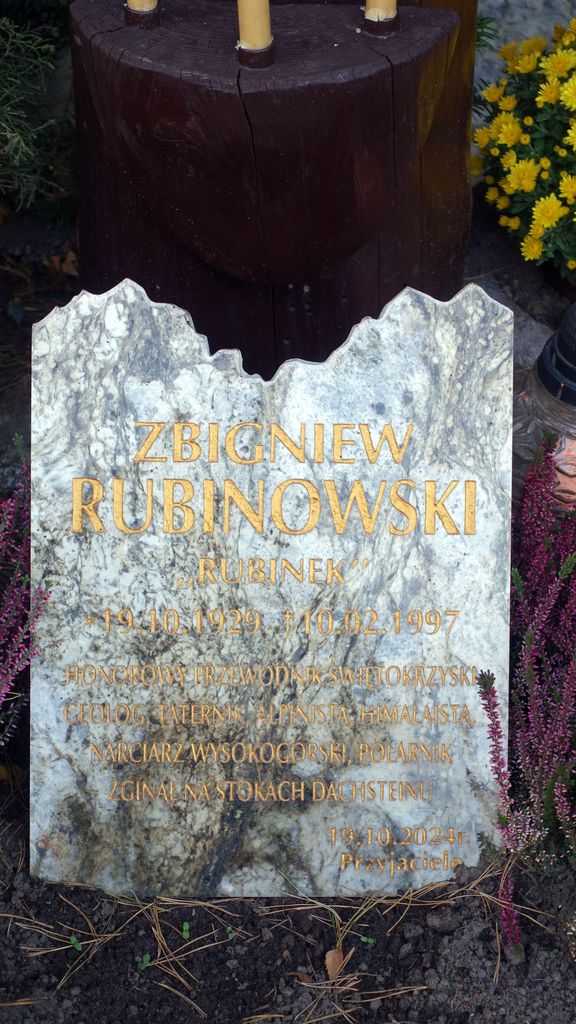 ZBIGNIEW
RUBINOWSKI
„RUBINEK”
*19.10.1929 †10.02.1997
HONOROWY PRZEWODNIK ŚWIĘTOKRZYSKI,
GEOLOG, TATERNIK, ALPINISTA, HIMALAISTA,
NARCIARZ WYSOKOGÓRSKI, POLARNIK
ZGINĄŁ NA STOKACH DACHSTEINU
19.10.2024r.
Przyjaciele